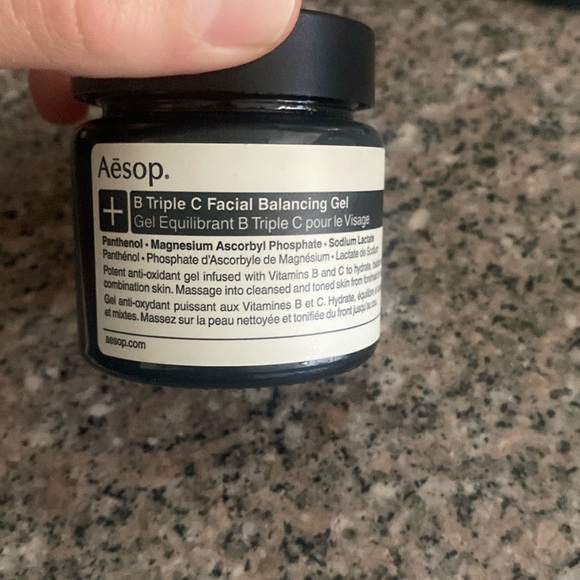 Aēsop.
+
B Triple C Facial Balancing Gel
Gel Equilibrant B Triple C pour le Visage
Panthenol • Magnesium Ascorbyl Phosphate • Sodium Lactate
Panthénol • Phosphate d'Ascorbyle de Magnésium • Lactate de Sodium
Potent anti-oxidant gel infused with Vitamins B and C to hydrate,
combination skin. Massage into cleansed and toned skin from
Gel anti-oxydant puissant aux Vitamines B et C. Hydrate, équilibre
et mixtes. Massez sur la peau nettoyée et tonifiée du front jusqu'au
aesop.com